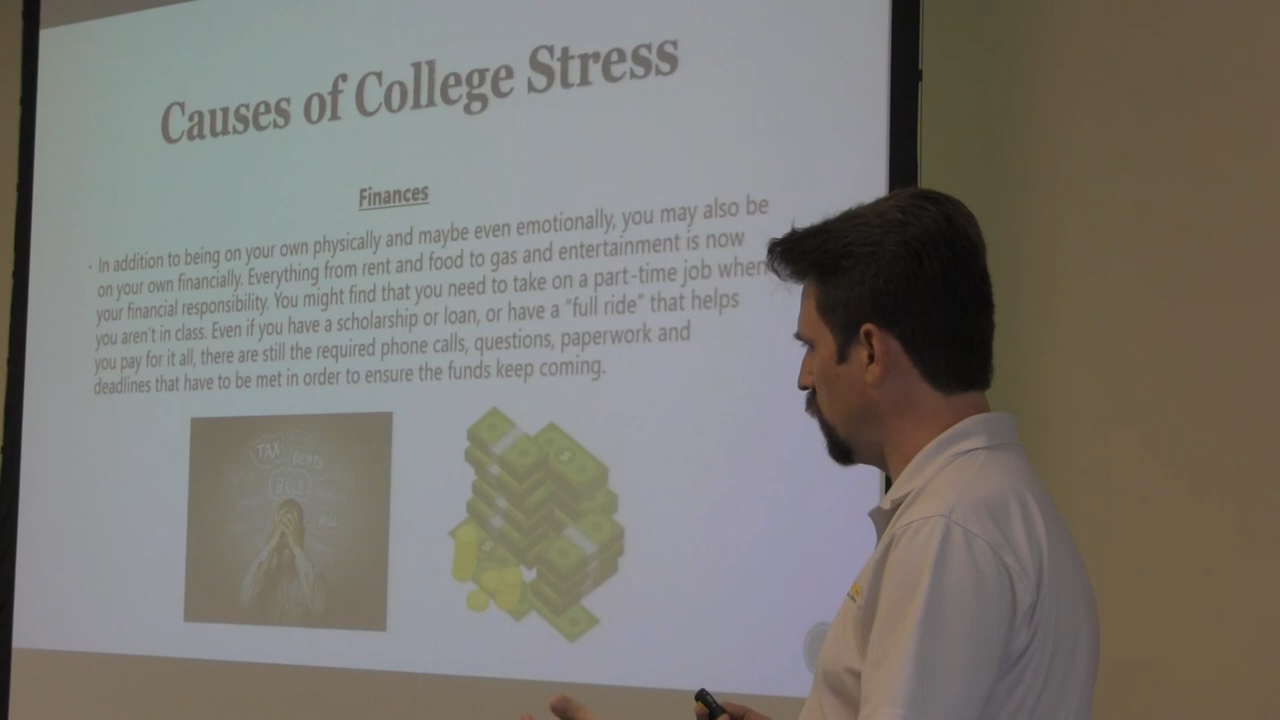 Causes of College Stress
Finances
· In addition to being on your own physically and maybe even emotionally, you may also be
on your own financially. Everything from rent and food to gas and entertainment is now
your financial responsibility. You might find that you need to take on a part-time job when
you aren't in class. Even if you have a scholarship or loan, or have a "full ride" that helps
you pay for it all, there are still the required phone calls, questions, paperwork and
deadlines that have to be met in order to ensure the funds keep coming.
TAX
DEPTS
BILLS